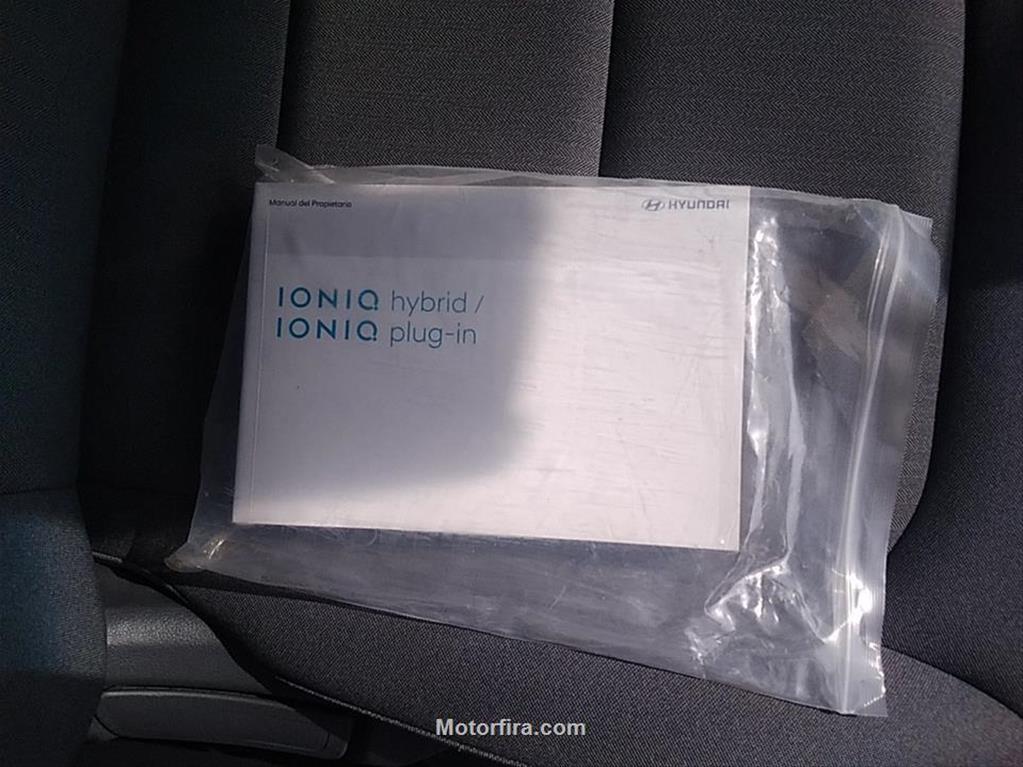 Manual del Propietario
HYUNDAI
IONIQ hybrid /
IONIQ plug-in
Motorfira.com